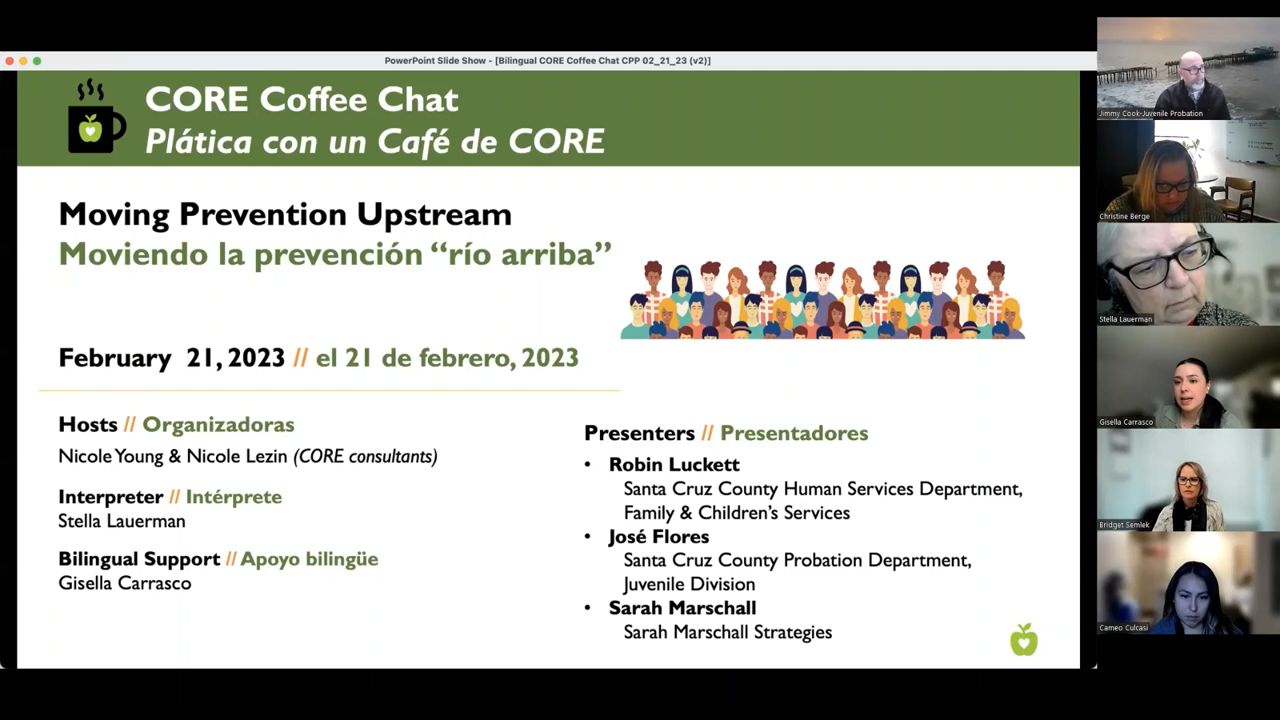 PowerPoint Slide Show - [Bilingual CORE Coffee Chat CPP 02_21_23 (v2)]
CORE Coffee Chat
Plática con un Café de CORE
Moving Prevention Upstream
Moviendo la prevención “río arriba”
February 21, 2023 // el 21 de febrero, 2023
Hosts // Organizadoras
Nicole Young & Nicole Lezin (CORE consultants)
Interpreter // Intérprete
Stella Lauerman
Bilingual Support // Apoyo bilingüe
Gisella Carrasco
Presenters // Presentadores
• Robin Luckett
Santa Cruz County Human Services Department,
Family & Children’s Services
• José Flores
Santa Cruz County Probation Department,
Juvenile Division
• Sarah Marschall
Sarah Marschall Strategies
Jimmy Cook-Juvenile Probation
Christine Berge
Stella Lauerman
Gisella Carrasco
Bridget Semlek
Cameo Culcasi